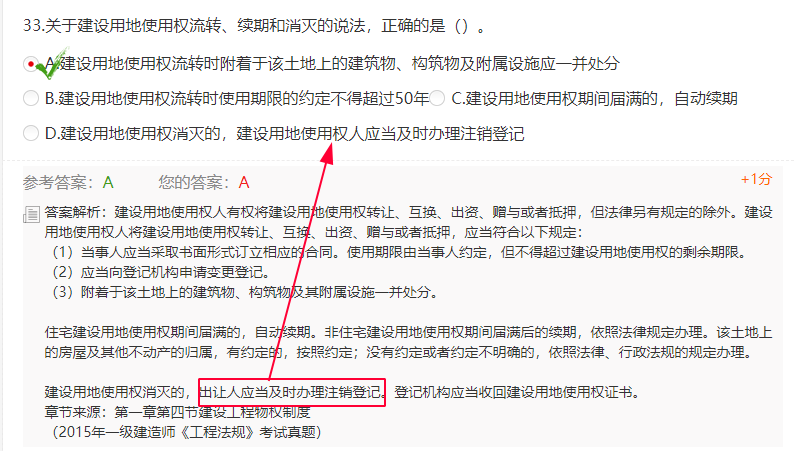 33.关于建设用地使用权流转、续期和消灭的说法，正确的是（）。
A.建设用地使用权流转时附着于该土地上的建筑物、构筑物及附属设施应一并处分
B.建设用地使用权流转时使用期限的约定不得超过50年 C.建设用地使用权期间届满的，自动续期
D.建设用地使用权消灭的，建设用地使用权人应当及时办理注销登记
参考答案：A 您的答案：A +1分
答案解析：建设用地使用权人有权将建设用地使用权转让、互换、出资、赠与或者抵押，但法律另有规定的除外。建设
用地使用权人将建设用地使用权转让、互换、出资、赠与或者抵押，应当符合以下规定：
（1）当事人应当采取书面形式订立相应的合同。使用期限由当事人约定，但不得超过建设用地使用权的剩余期限。
（2）应当向登记机构申请变更登记。
（3）附着于该土地上的建筑物、构筑物及其附属设施一并处分。
住宅建设用地使用权期间届满的，自动续期。非住宅建设用地使用权期间届满后的续期，依照法律规定办理。该土地上
的房屋及其他不动产的归属，有约定的，按照约定；没有约定或者约定不明确的，依照法律、行政法规的规定办理。
建设用地使用权消灭的，出让人应当及时办理注销登记。登记机构应当收回建设用地使用权证书。
章节来源：第一章第四节建设工程物权制度
（2015年一级建造师《工程法规》考试真题）